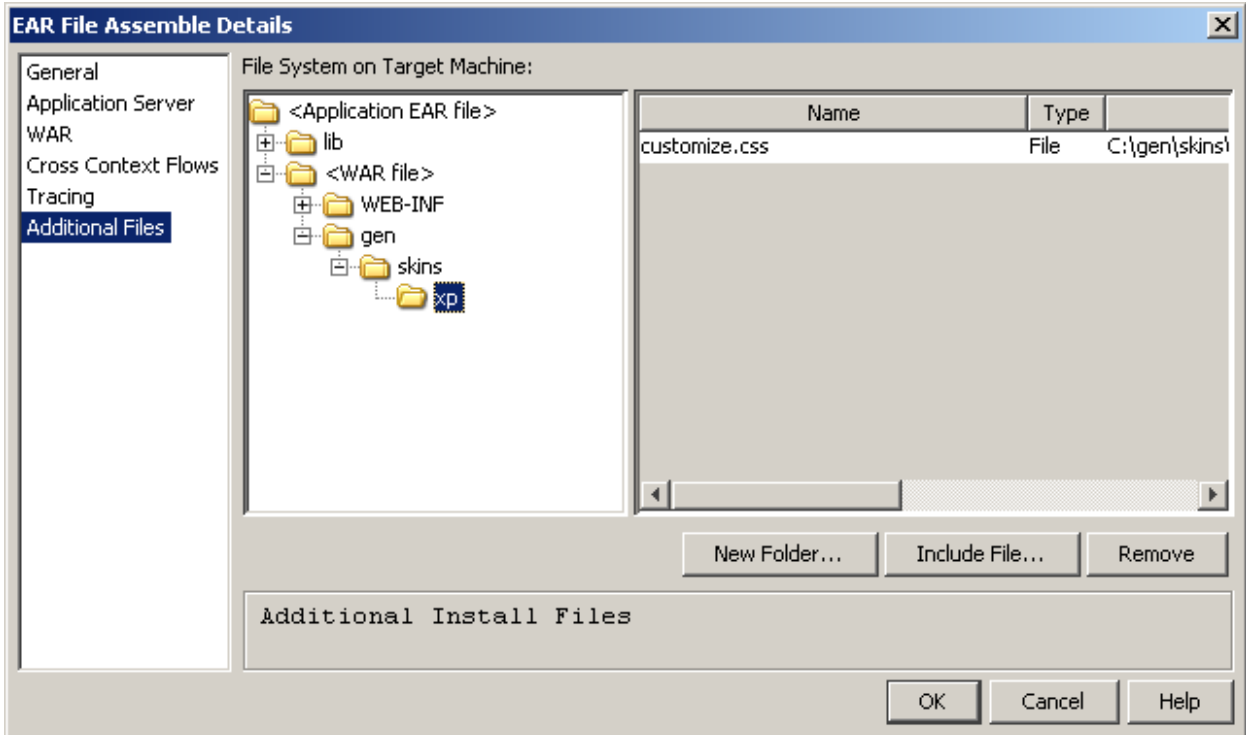 EAR File Assemble Details
General
Application Server
WAR
Cross Context Flows
Tracing
Additional Files
File System on Target Machine:
<Application EAR file>
lib
<WAR file>
WEB-INF
gen
skins
xp
Name Type
customize.css File C:\gen\skins\
New Folder... Include File... Remove
Additional Install Files
OK Cancel Help